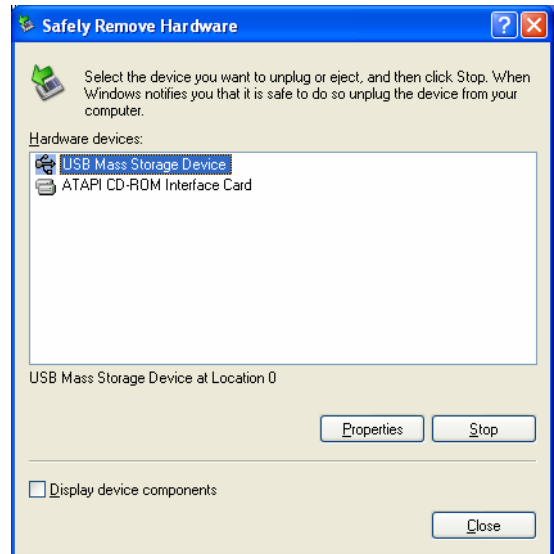 Safely Remove Hardware
Select the device you want to unplug or eject, and then click Stop. When
Windows notifies you that it is safe to do so unplug the device from your
computer.
Hardware devices:
USB Mass Storage Device
ATAPI CD-ROM Interface Card
USB Mass Storage Device at Location 0
Properties Stop
Display device components
Close